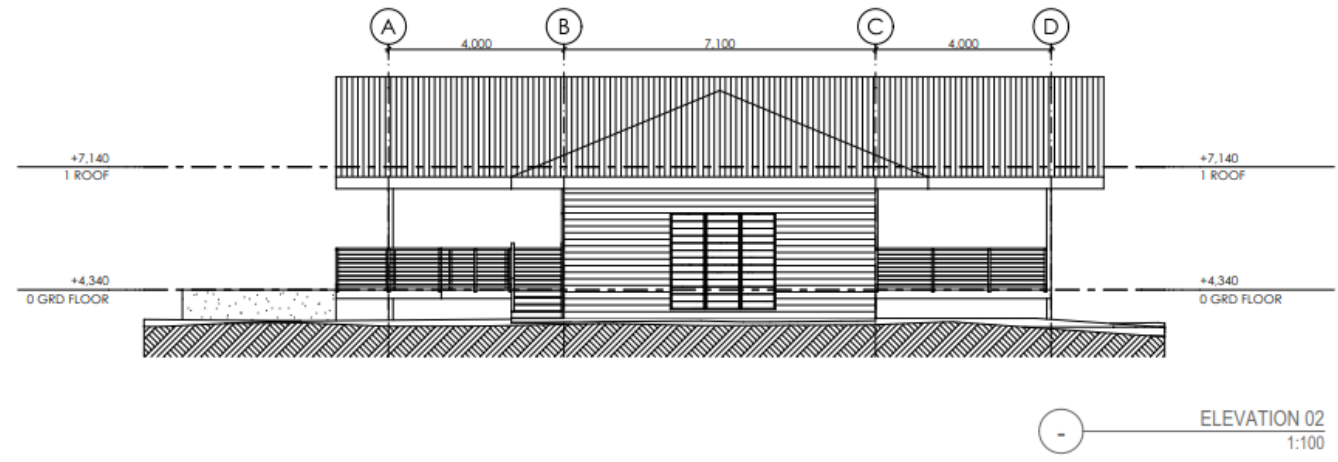 A B C D
4.000 7.100 4.000
+7,140 +7,140
1 ROOF 1 ROOF
+4,340 +4,340
0 GRD FLOOR 0 GRD FLOOR
- ELEVATION 02
1:100